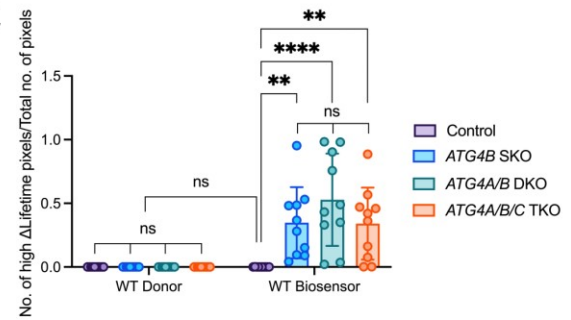 **
****
**
ns
ns
ns
No. of high ΔLifetime pixels/Total no. of pixels
1.5
1.0
0.5
0.0
WT Donor
WT Biosensor
Control
ATG4B SKO
ATG4A/B DKO
ATG4A/B/C TKO